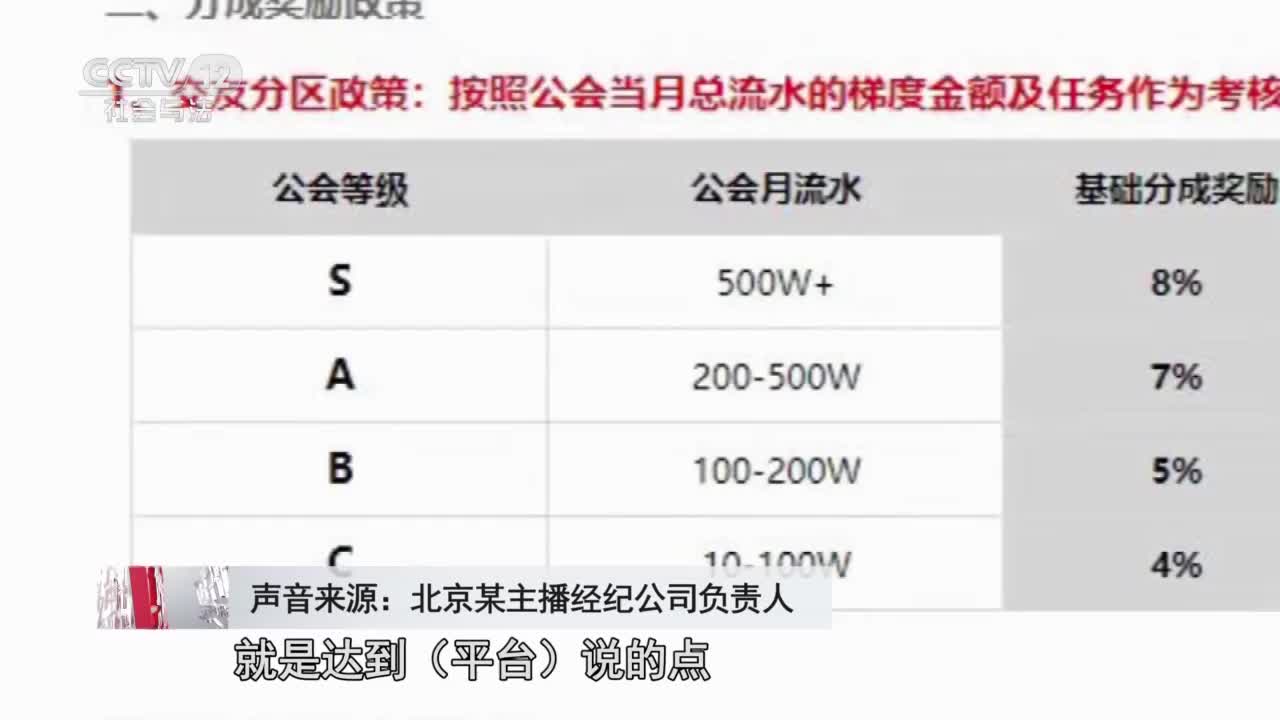 二、分成奖励政策
CCTV 12
社会与法
1、交友分区政策：按照公会当月总流水的梯度金额及任务作为考核
公会等级 公会月流水 基础分成奖励
S 500W+ 8%
A 200-500W 7%
B 100-200W 5%
C 10-100W 4%
声音来源：北京某主播经纪公司负责人
就是达到（平台）说的点